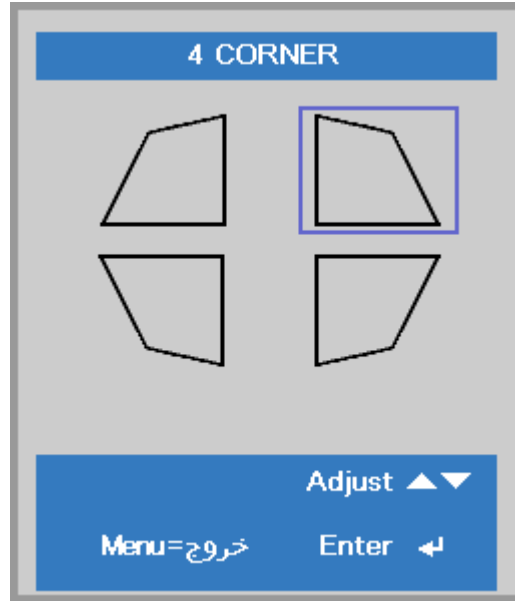 4 CORNER
Adjust ▲▼
Menu=خروج Enter ↵